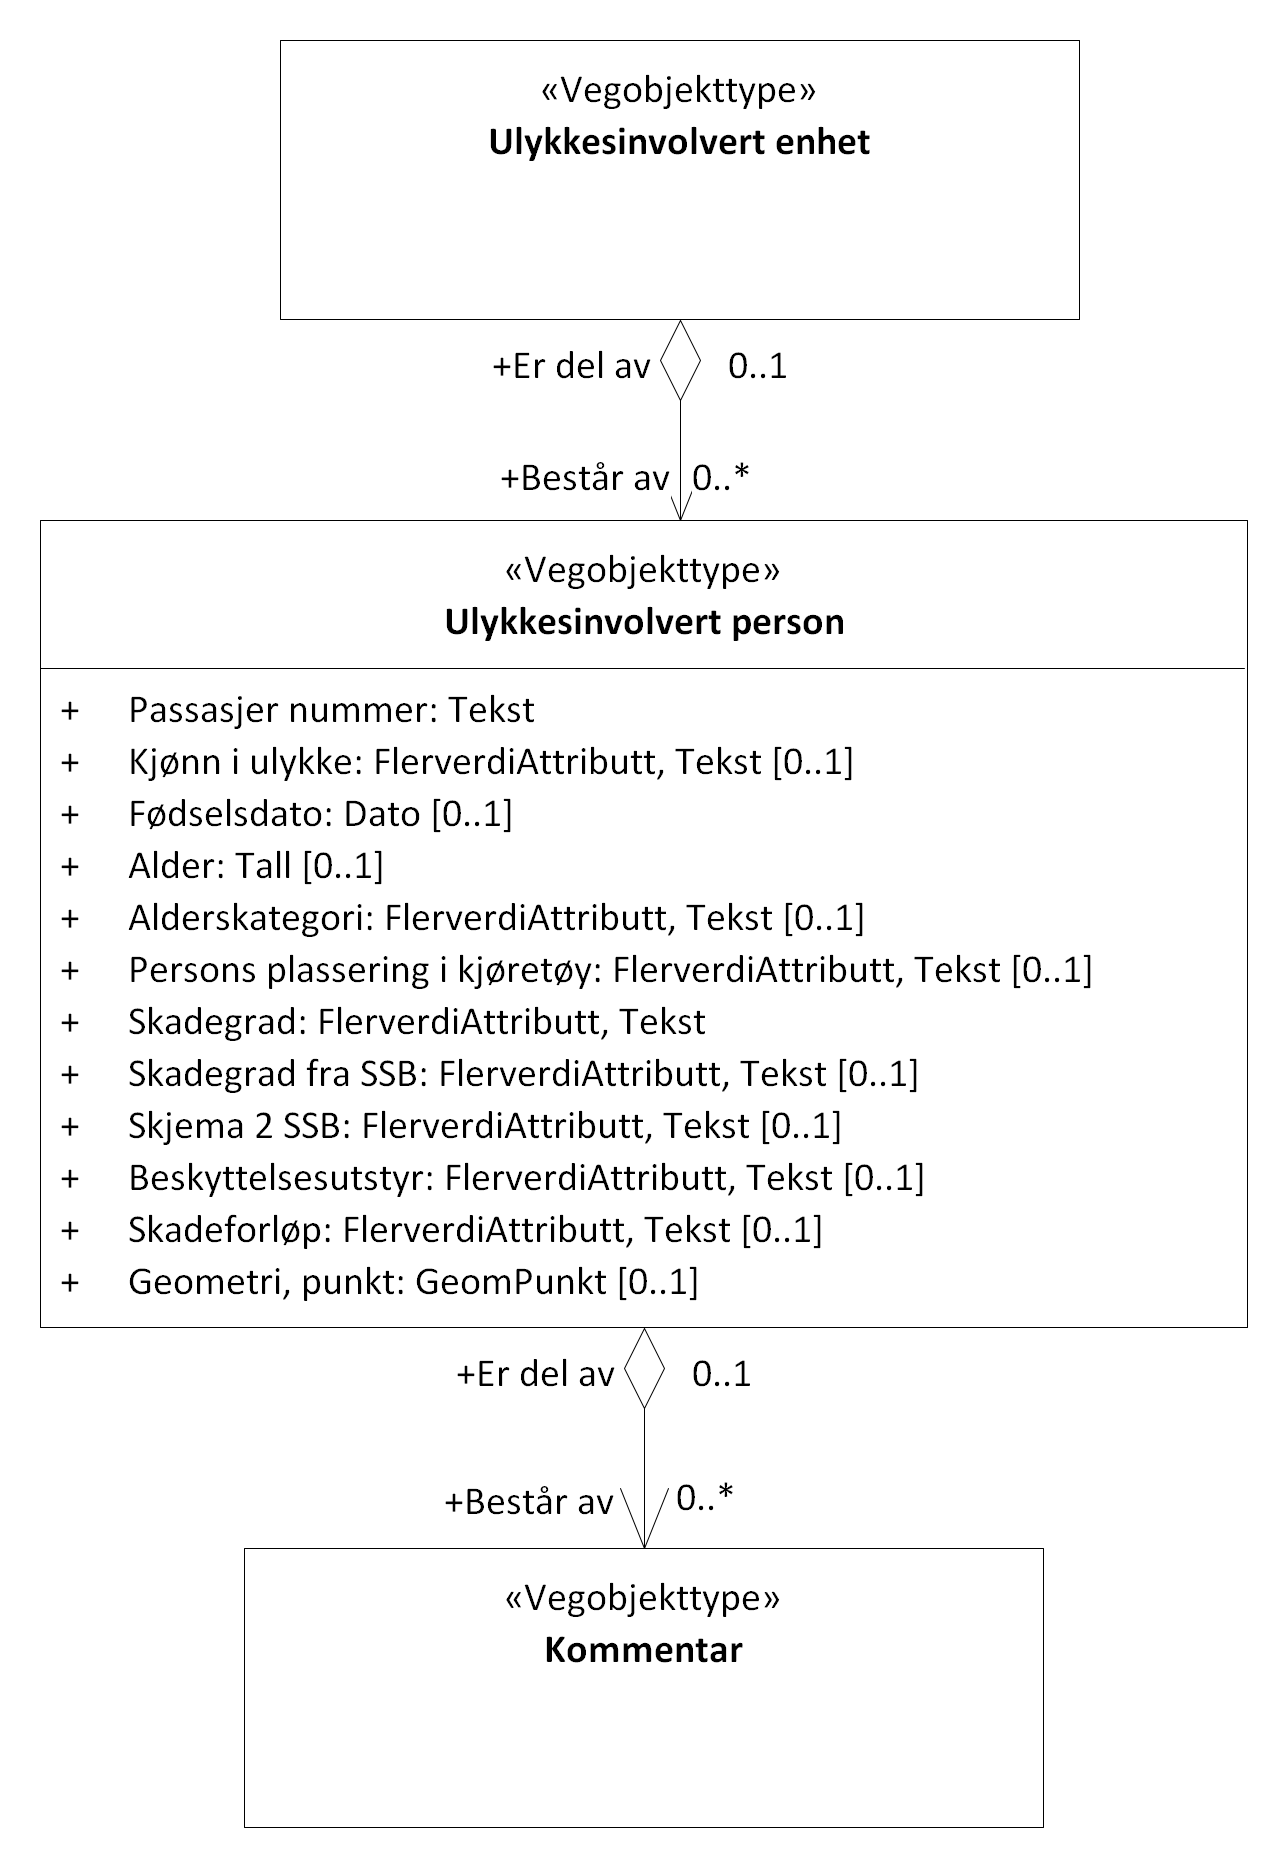 «Vegobjekttype»
Ulykkesinvolvert enhet
+Er del av 0..1
+Består av 0..*
«Vegobjekttype»
Ulykkesinvolvert person
+ Passasjer nummer: Tekst
+ Kjønn i ulykke: FlerverdiAttributt, Tekst [0..1]
+ Fødselsdato: Dato [0..1]
+ Alder: Tall [0..1]
+ Alderskategori: FlerverdiAttributt, Tekst [0..1]
+ Persons plassering i kjøretøy: FlerverdiAttributt, Tekst [0..1]
+ Skadegrad: FlerverdiAttributt, Tekst
+ Skadegrad fra SSB: FlerverdiAttributt, Tekst [0..1]
+ Skjema 2 SSB: FlerverdiAttributt, Tekst [0..1]
+ Beskyttelsesutstyr: FlerverdiAttributt, Tekst [0..1]
+ Skadeforløp: FlerverdiAttributt, Tekst [0..1]
+ Geometri, punkt: GeomPunkt [0..1]
+Er del av 0..1
+Består av 0..*
«Vegobjekttype»
Kommentar